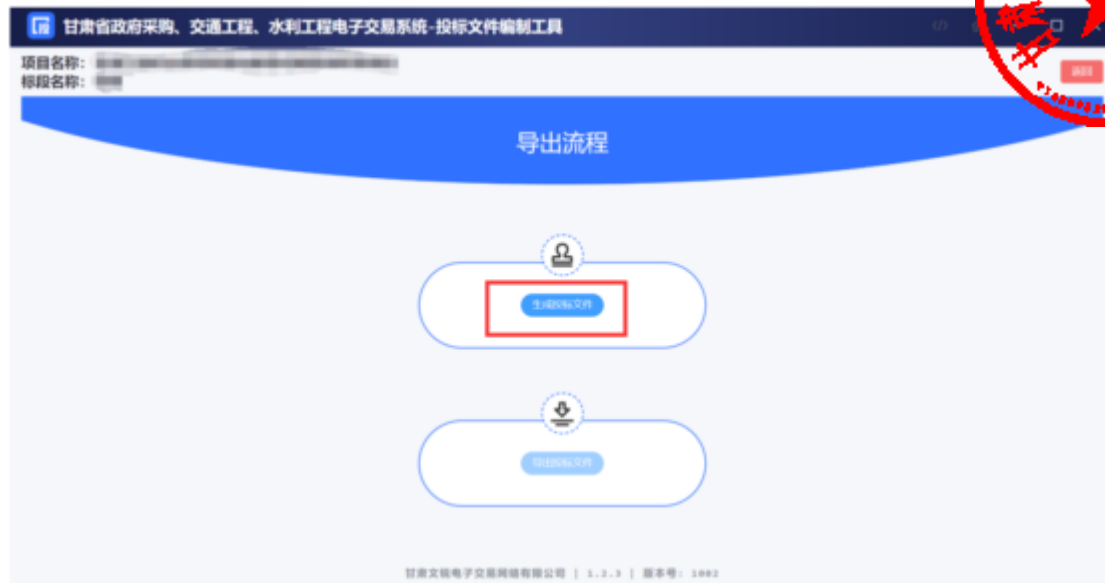 甘肃省政府采购、交通工程、水利工程电子交易系统-投标文件编制工具
项目名称：
标段名称：
返回
导出流程
生成投标文件
导出投标文件
甘肃文锐电子交易网络有限公司 | 1.2.3 | 版本号: 1002